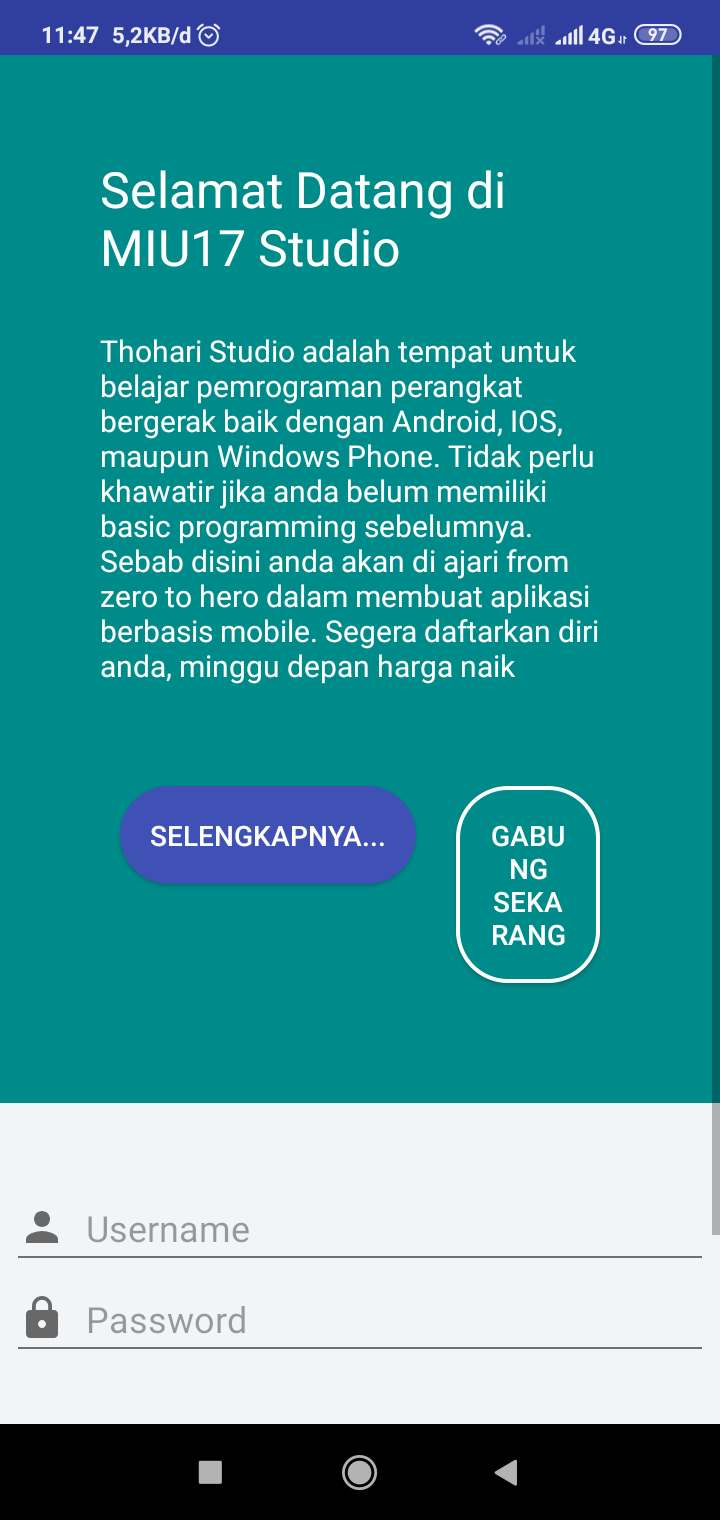 11:47 5,2KB/d 4G 97
Selamat Datang di
MIU17 Studio
Thohari Studio adalah tempat untuk
belajar pemrograman perangkat
bergerak baik dengan Android, IOS,
maupun Windows Phone. Tidak perlu
khawatir jika anda belum memiliki
basic programming sebelumnya.
Sebab disini anda akan di ajari from
zero to hero dalam membuat aplikasi
berbasis mobile. Segera daftarkan diri
anda, minggu depan harga naik
SELENGKAPNYA...
GABU
NG
SEKA
RANG
Username
Password